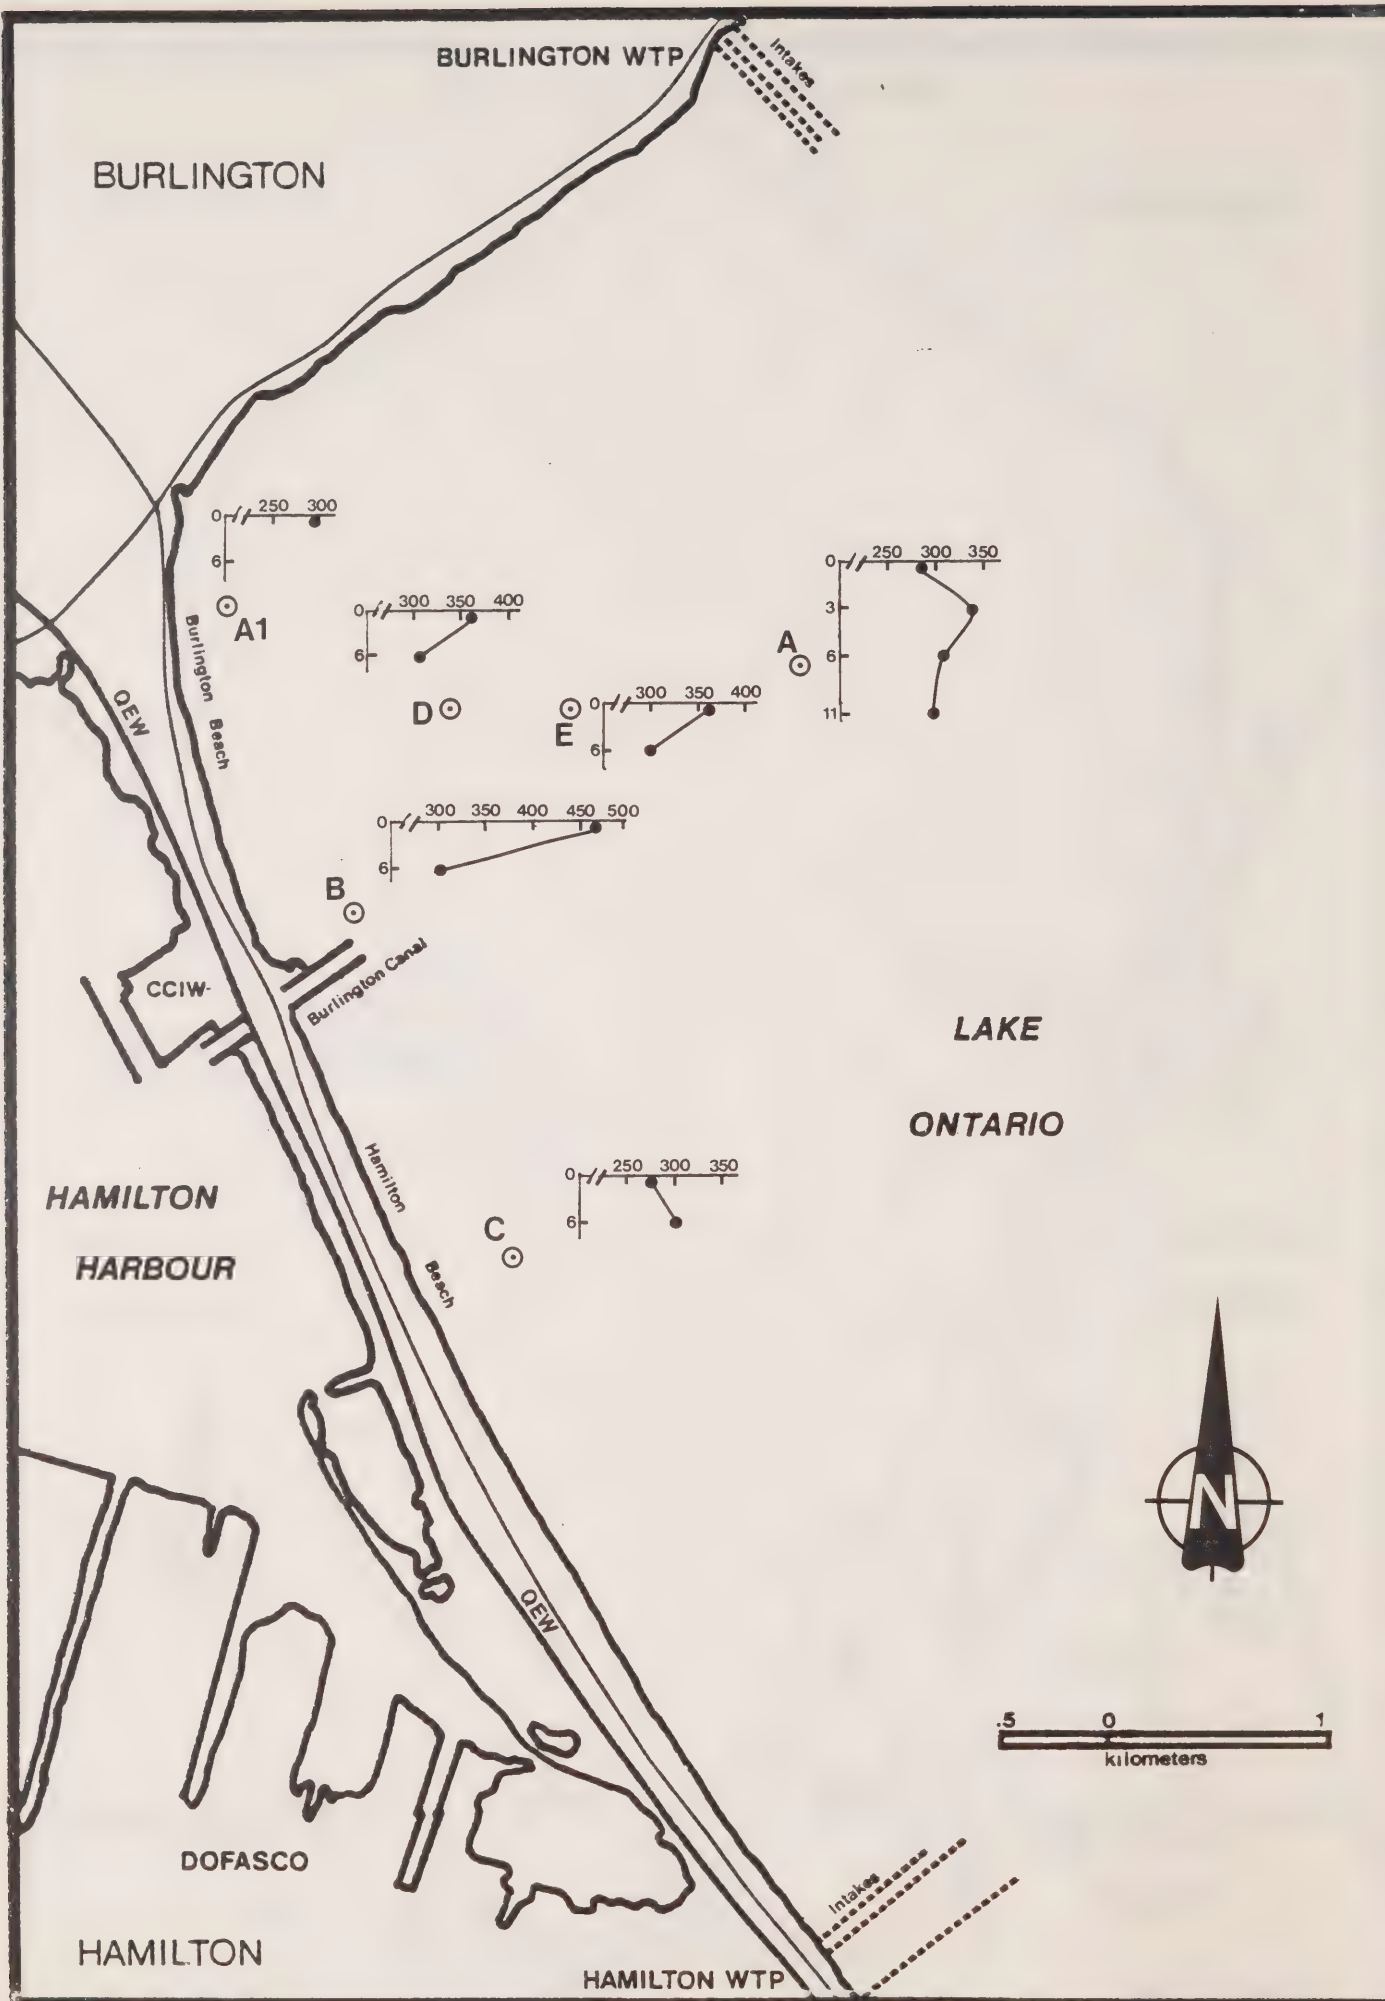 BURLINGTON WTP
Intakes
BURLINGTON
0 250 300
6
A1
0 300 350 400
6
D
0 250 300 350
3
6
11
A
Burlington Beach
QEW
0 300 350 400
6
E
0 300 350 400 450 500
6
B
CCIW-
Burlington Canal
LAKE
ONTARIO
Hamilton
Beach
HAMILTON
HARBOUR
0 250 300 350
6
C
N
QEW
.5 0 1
kilometers
DOFASCO
Intakes
HAMILTON
HAMILTON WTP